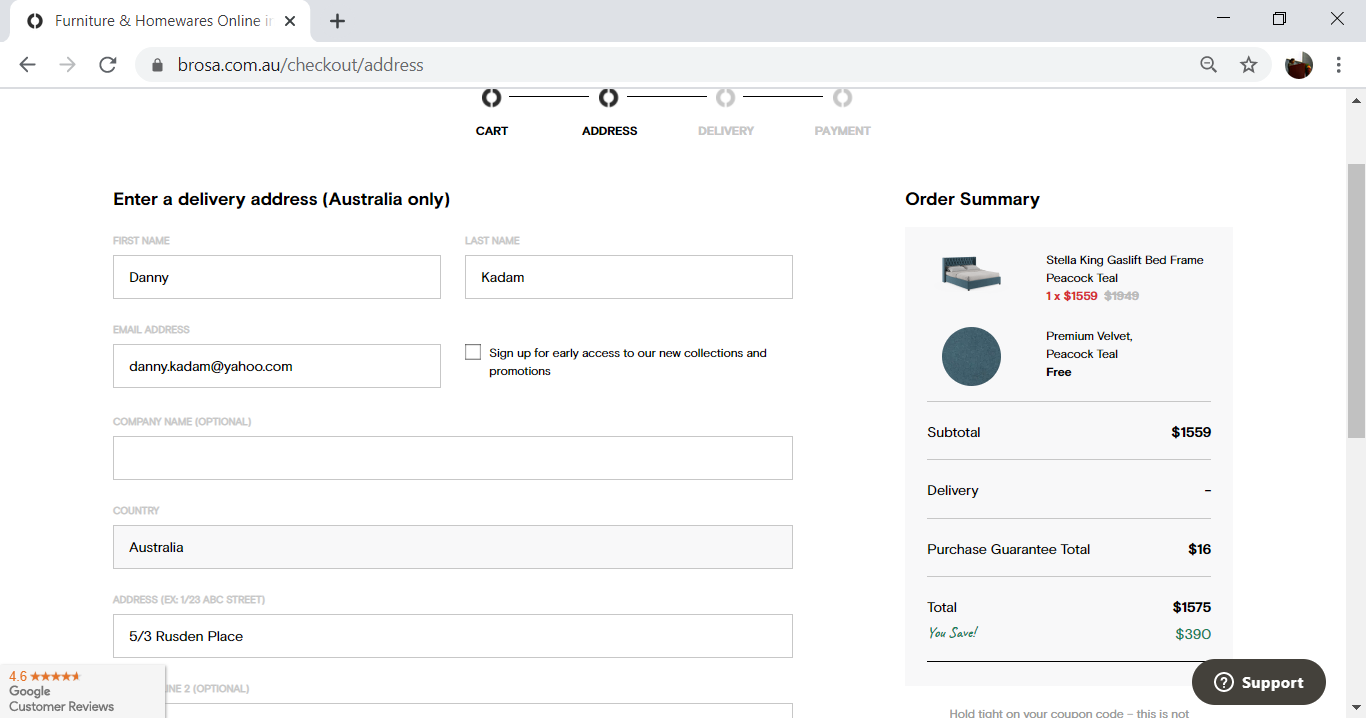 Furniture & Homewares Online in
brosa.com.au/checkout/address
CART ADDRESS DELIVERY PAYMENT
Enter a delivery address (Australia only)
FIRST NAME LAST NAME
Danny Kadam
EMAIL ADDRESS
danny.kadam@yahoo.com
Sign up for early access to our new collections and
promotions
COMPANY NAME (OPTIONAL)
COUNTRY
Australia
ADDRESS (EX: 1/23 ABC STREET)
5/3 Rusden Place
INE 2 (OPTIONAL)
4.6
Google
Customer Reviews
Order Summary
Stella King Gaslift Bed Frame
Peacock Teal
1 x $1559 $1949
Premium Velvet,
Peacock Teal
Free
Subtotal $1559
Delivery –
Purchase Guarantee Total $16
Total $1575
You Save! $390
Support
Hold tight on your coupon code – this is not